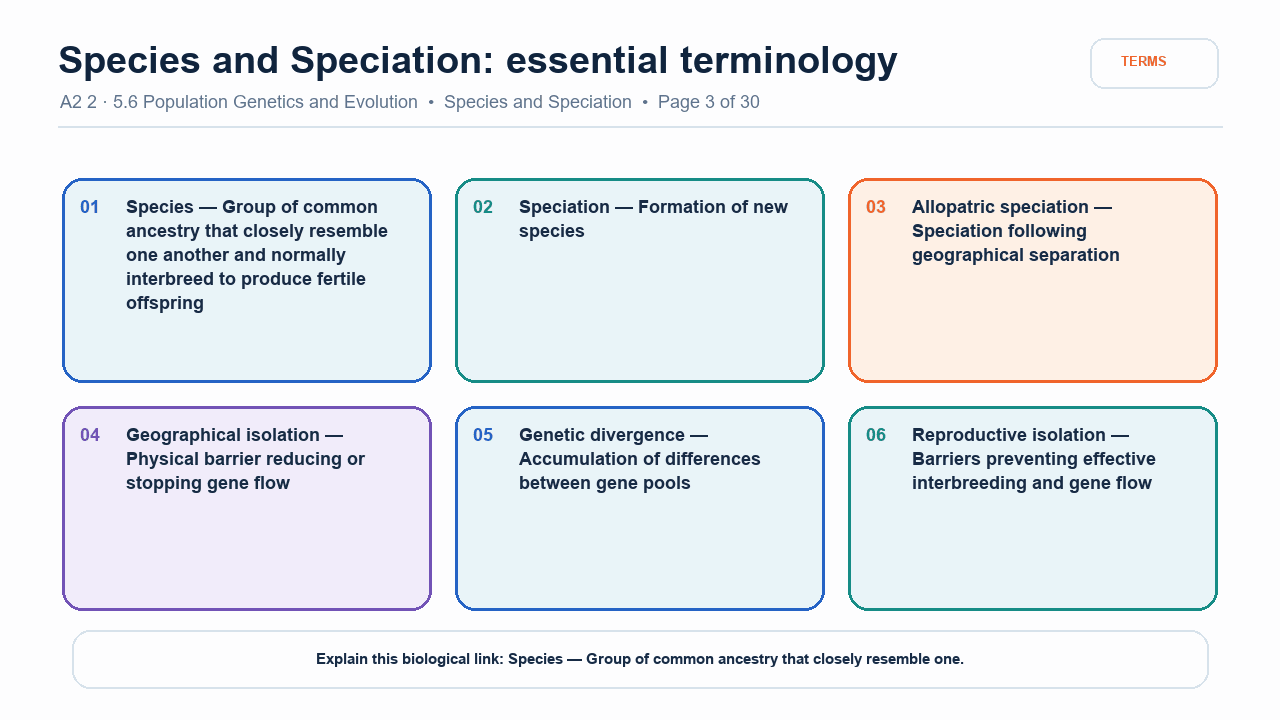 Species and Speciation: essential terminology
TERMS
A2 2 · 5.6 Population Genetics and Evolution • Species and Speciation • Page 3 of 30
01 Species — Group of common
ancestry that closely resemble
one another and normally
interbreed to produce fertile
offspring
02 Speciation — Formation of new
species
03 Allopatric speciation —
Speciation following
geographical separation
04 Geographical isolation —
Physical barrier reducing or
stopping gene flow
05 Genetic divergence —
Accumulation of differences
between gene pools
06 Reproductive isolation —
Barriers preventing effective
interbreeding and gene flow
Explain this biological link: Species — Group of common ancestry that closely resemble one.